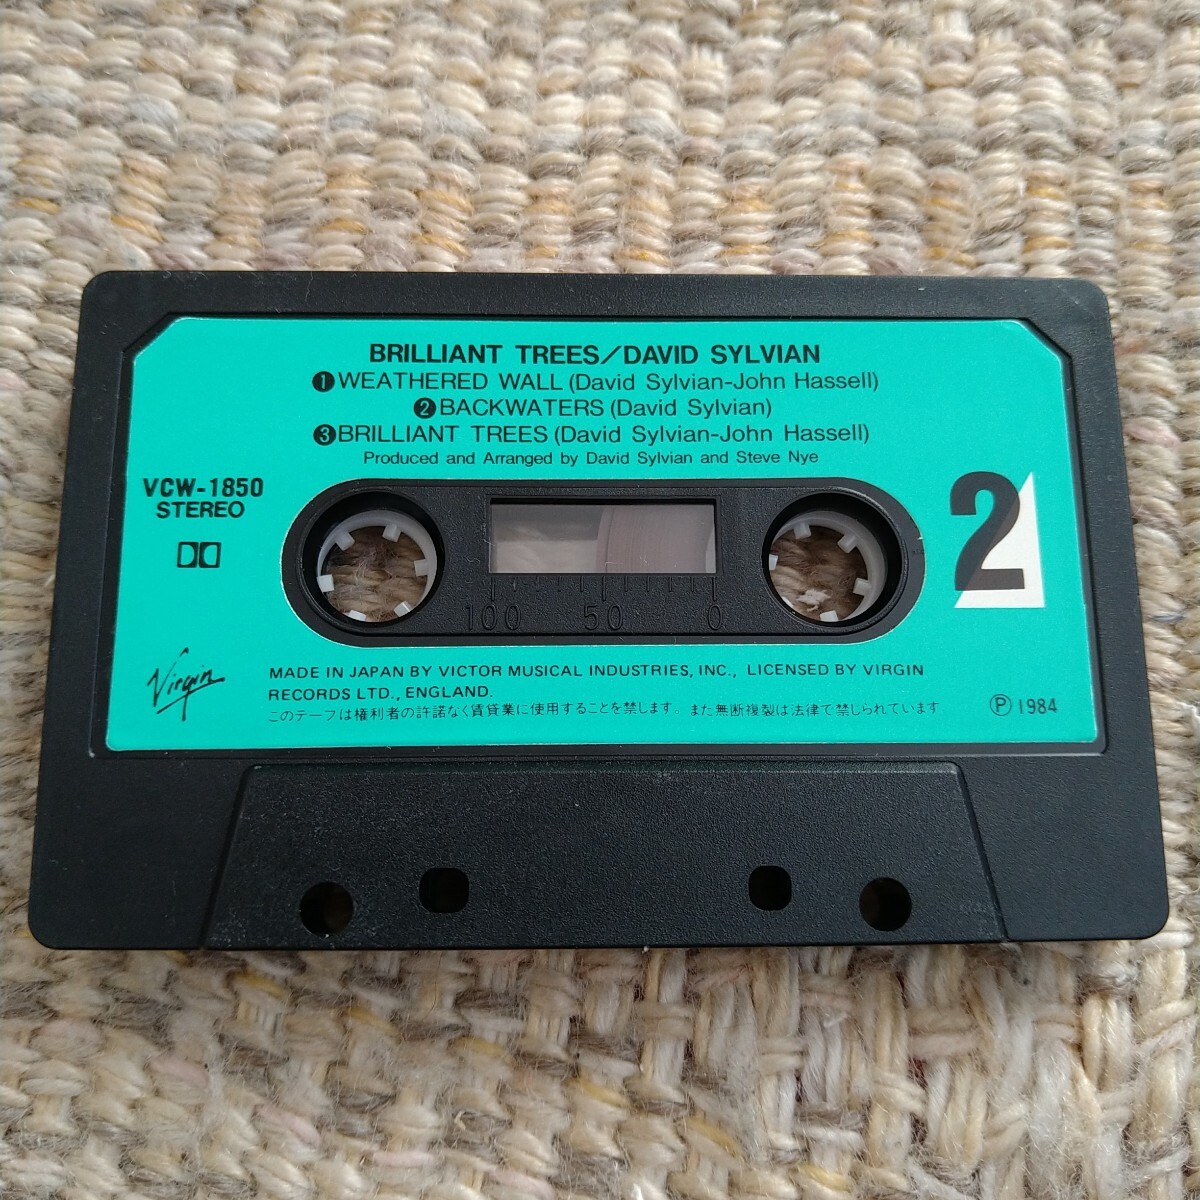 BRILLIANT TREES/DAVID SYLVIAN
❶WEATHERED WALL (David Sylvian-John Hassell)
❷BACKWATERS (David Sylvian)
❸BRILLIANT TREES (David Sylvian-John Hassell)
Produced and Arranged by David Sylvian and Steve Nye
VCW-1850
STEREO
2
100 50 0
Virgin
MADE IN JAPAN BY VICTOR MUSICAL INDUSTRIES, INC., LICENSED BY VIRGIN
RECORDS LTD., ENGLAND.
このテープは権利者の許諾なく賃貸業に使用することを禁じます。また無断複製は法律で禁じられています
Ⓟ1984